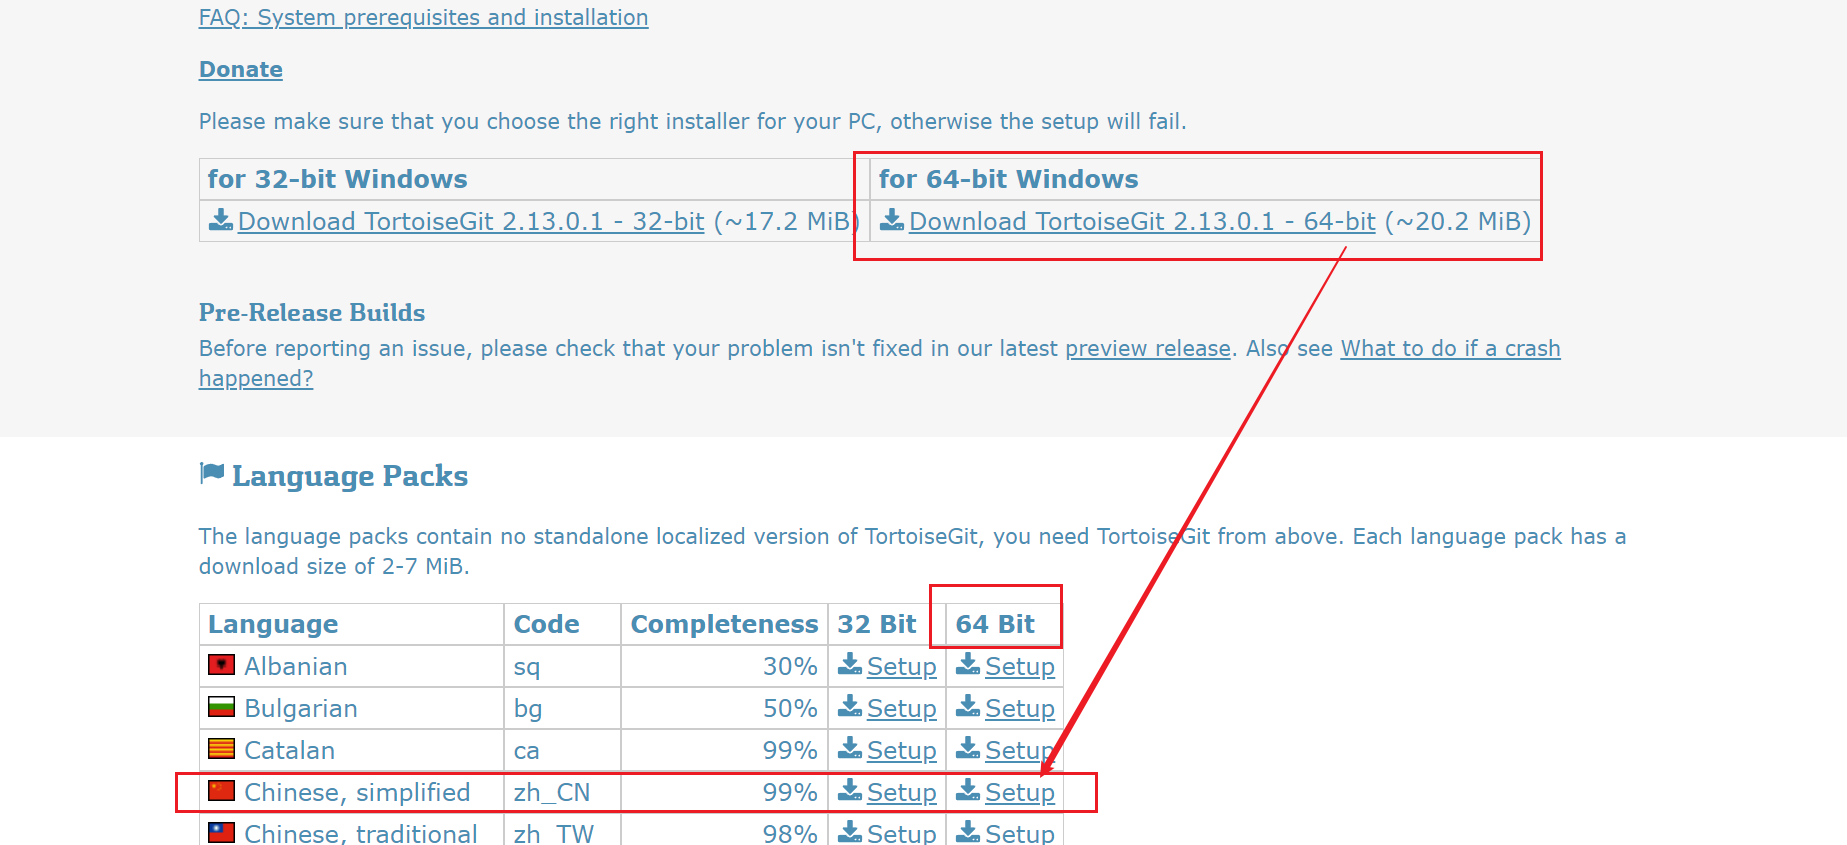 FAQ: System prerequisites and installation
Donate
Please make sure that you choose the right installer for your PC, otherwise the setup will fail.
for 32-bit Windows for 64-bit Windows
Download TortoiseGit 2.13.0.1 - 32-bit (~17.2 MiB) Download TortoiseGit 2.13.0.1 - 64-bit (~20.2 MiB)
Pre-Release Builds
Before reporting an issue, please check that your problem isn't fixed in our latest preview release. Also see What to do if a crash
happened?
Language Packs
The language packs contain no standalone localized version of TortoiseGit, you need TortoiseGit from above. Each language pack has a
download size of 2-7 MiB.
Language Code Completeness 32 Bit 64 Bit
Albanian sq 30% Setup Setup
Bulgarian bg 50% Setup Setup
Catalan ca 99% Setup Setup
Chinese, simplified zh_CN 99% Setup Setup
Chinese, traditional zh_TW 98% Setup Setup